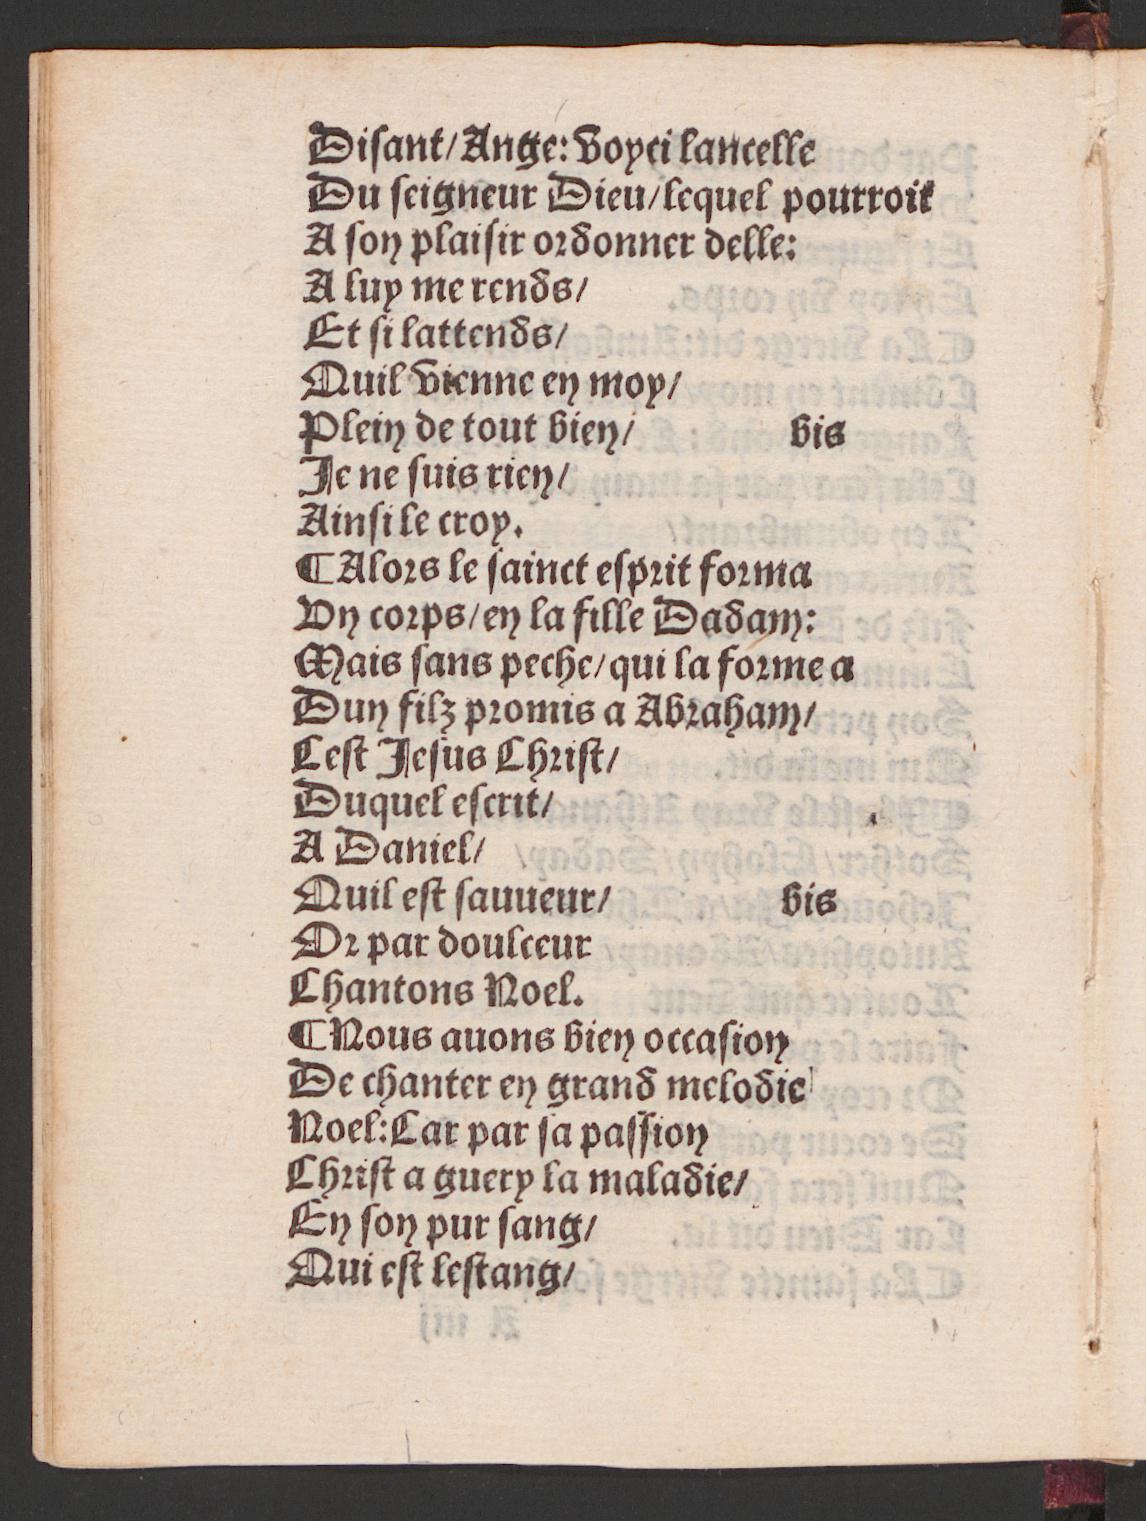 Disant/Ange: Voyci lancelle
Du seigneur Dieu/lequel pourroit
A son plaisir ordonner delle:
A luy me rends/
Et si lattends/
Quil vienne en moy/
Plein de tout bien/ bis
Je ne suis rien/
Ainsi le croy.
¶Alors le sainct esprit forma
Vn corps/en la fille Dadam:
Mais sans peche/qui la forme a
Dun filz promis a Abraham/
Cest Jesus Christ/
Duquel escrit/
A Daniel/
Quil est sauueur/ bis
Or par doulceur
Chantons Noel.
¶Nous auons bien occasion
De chanter en grand melodie
Noel:Car par sa passion
Christ a guery la maladie/
En son pur sang/
Qui est lestang/